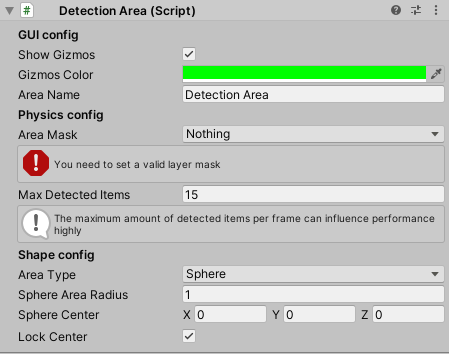 # Detection Area (Script)
GUI config
Show Gizmos
Gizmos Color
Area Name Detection Area
Physics config
Area Mask Nothing
You need to set a valid layer mask
Max Detected Items 15
The maximum amount of detected items per frame can influence performance
highly
Shape config
Area Type Sphere
Sphere Area Radius 1
Sphere Center X 0 Y 0 Z 0
Lock Center